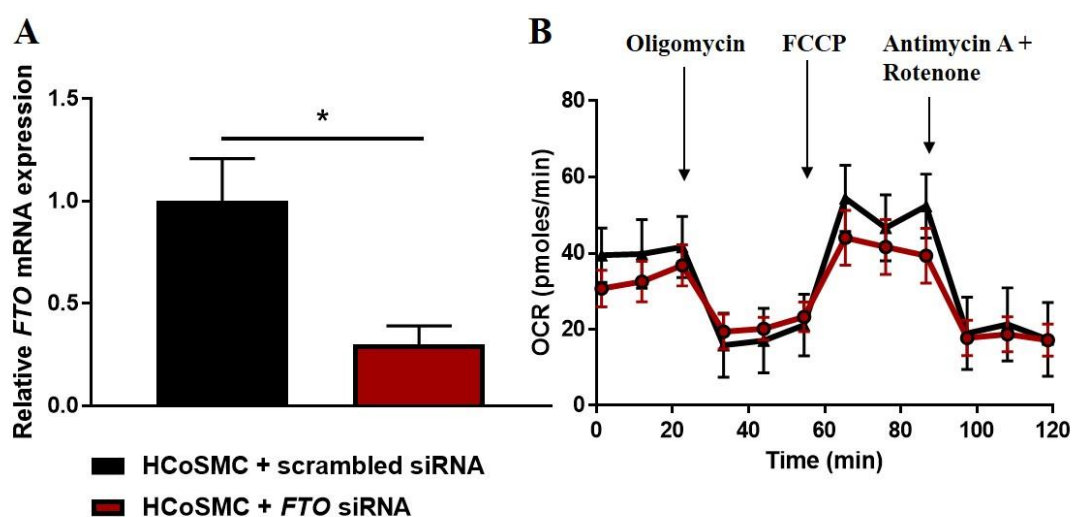 A
Relative FTO mRNA expression
1.5
1.0
0.5
0.0
*
HCoSMC + scrambled siRNA
HCoSMC + FTO siRNA
B
Oligomycin
FCCP
Antimycin A +
Rotenone
OCR (pmoles/min)
80
60
40
20
0
0 20 40 60 80 100 120
Time (min)